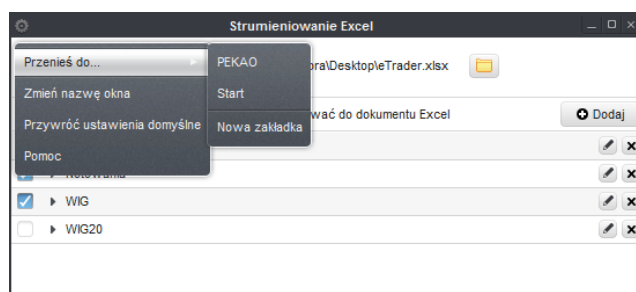 Strumieniowanie Excel
Przenieś do...
PEKAO
ora\Desktop\eTrader.xlsx
Zmień nazwę okna
Start
Przywróć ustawienia domyślne
Nowa zakładka
wać do dokumentu Excel
Dodaj
Pomoc
WIG
WIG20